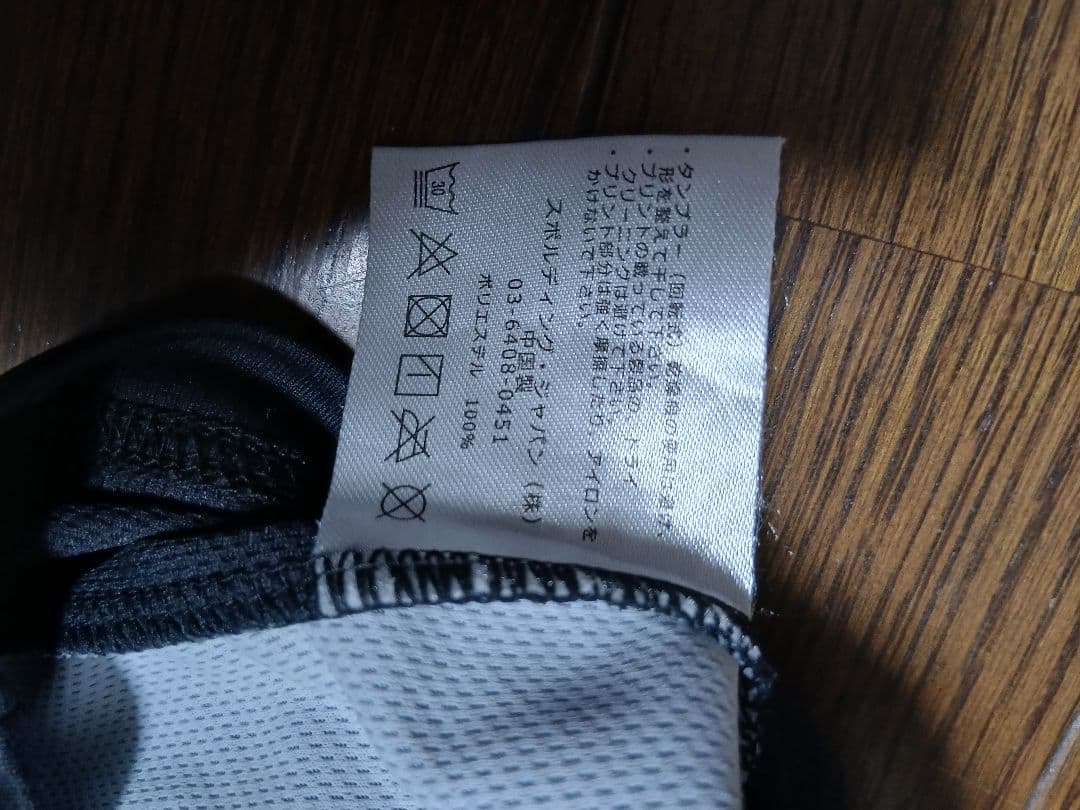 30
ポリエステル 100%
中国製
03-6408-0451
スポルディング・ジャパン (株)
・タンブラー (回転式) 乾燥機の使用は避け、
形を整えて干して下さい。
・プリントの載っている部品の ドライ
クリーニングは避けて下さい。
・プリント部分は強く摩擦したり、アイロンを
かけないで下さい。